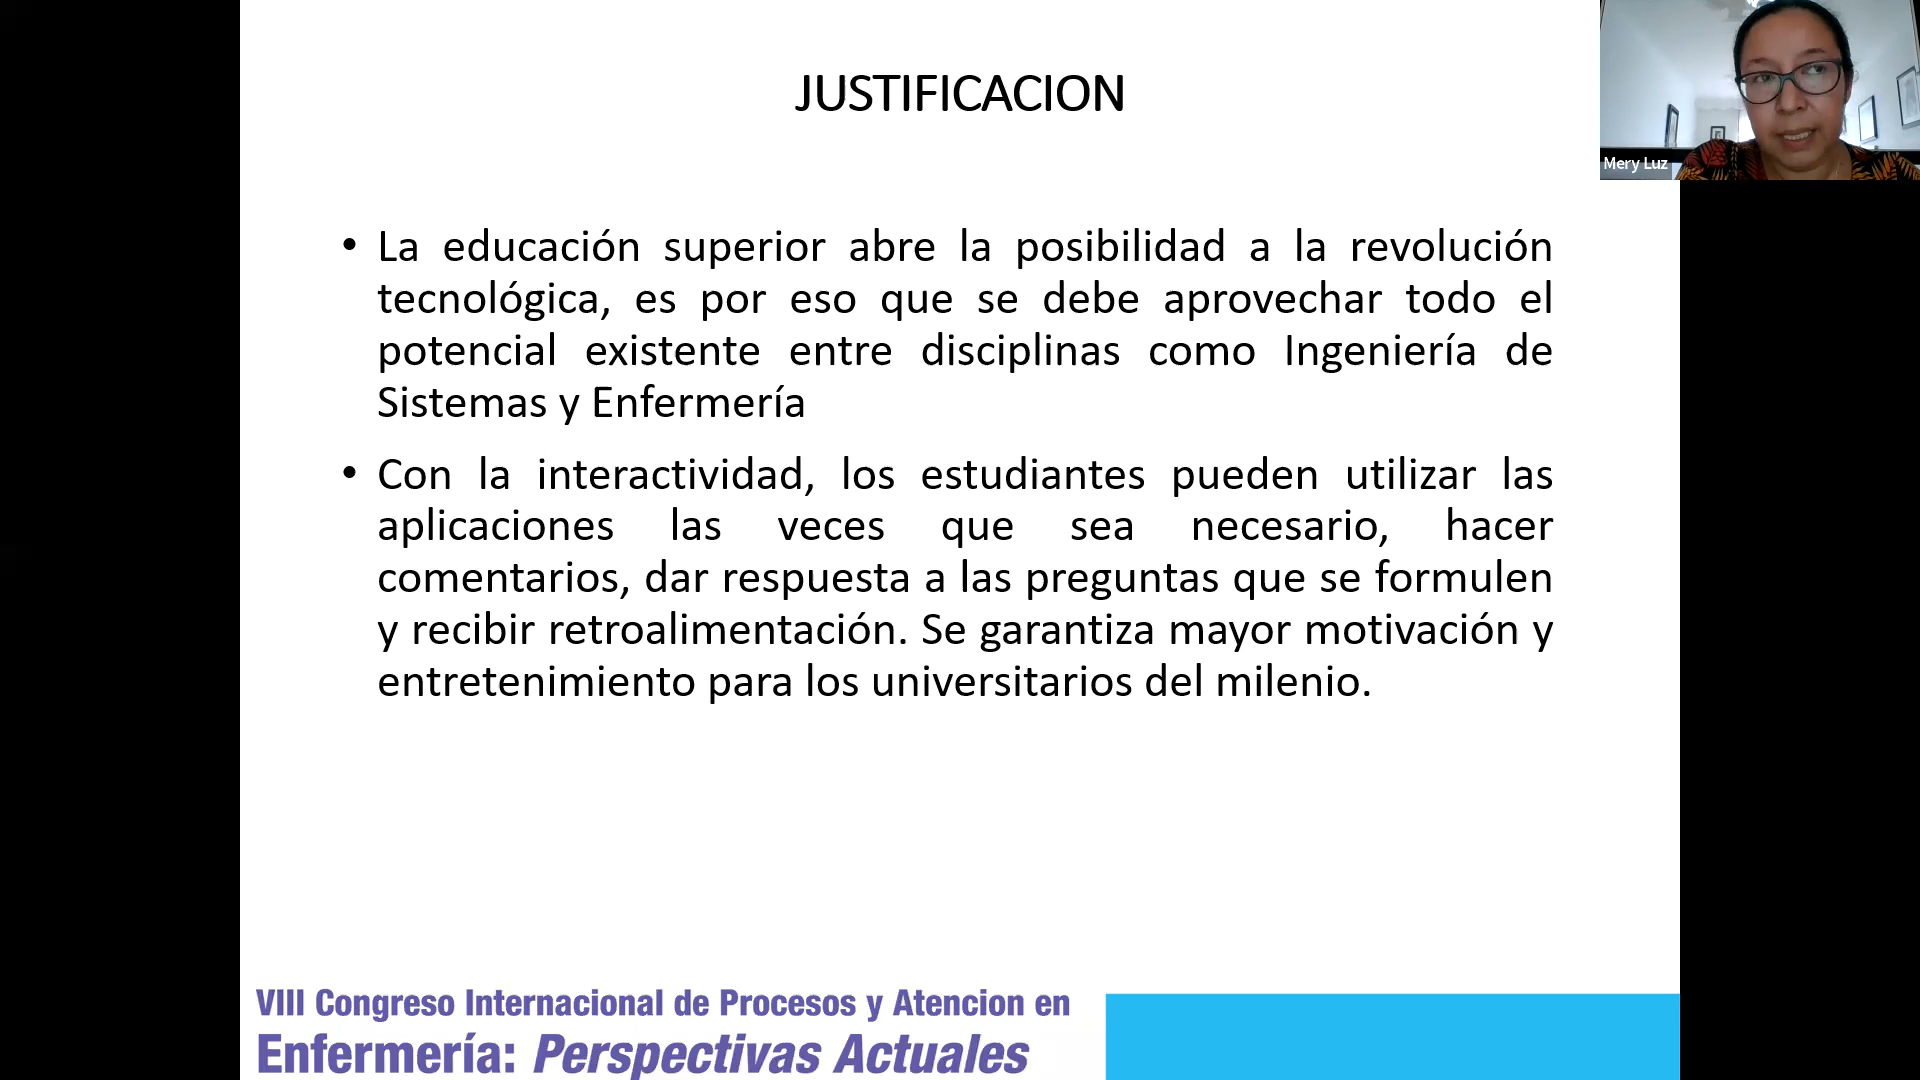 JUSTIFICACION
Mery Luz
• La educación superior abre la posibilidad a la revolución
tecnológica, es por eso que se debe aprovechar todo el
potencial existente entre disciplinas como Ingeniería de
Sistemas y Enfermería
• Con la interactividad, los estudiantes pueden utilizar las
aplicaciones las veces que sea necesario, hacer
comentarios, dar respuesta a las preguntas que se formulen
y recibir retroalimentación. Se garantiza mayor motivación y
entretenimiento para los universitarios del milenio.
VIII Congreso Internacional de Procesos y Atencion en
Enfermería: Perspectivas Actuales